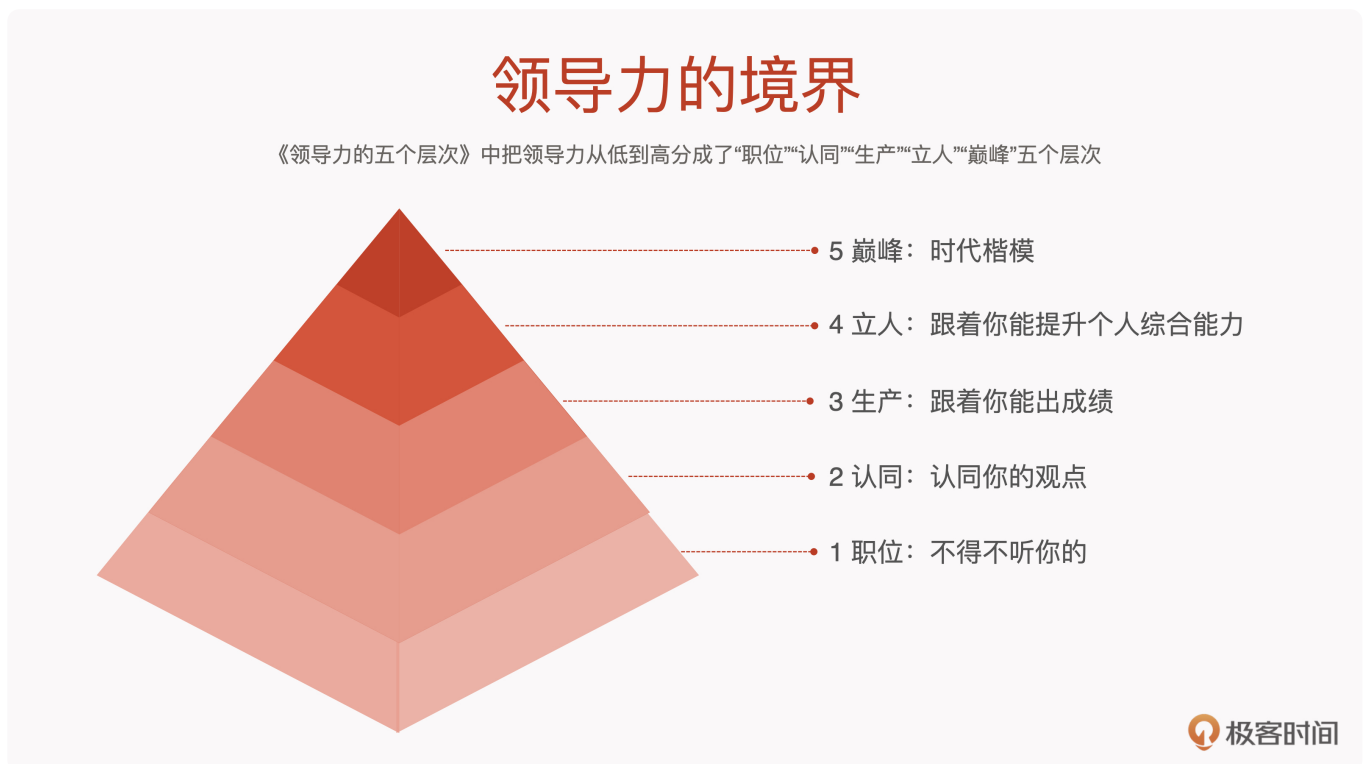 领导力的境界
《领导力的五个层次》中把领导力从低到高分成了“职位”“认同”“生产”“立人”“巅峰”五个层次
5 巅峰：时代楷模
4 立人：跟着你能提升个人综合能力
3 生产：跟着你能出成绩
2 认同：认同你的观点
1 职位：不得不听你的
极客时间